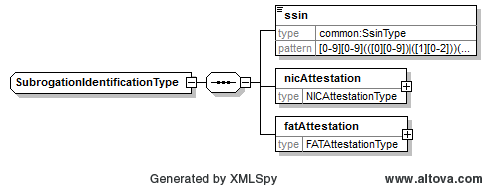 ssin
type common:SsinType
pattern [0-9][0-9](([0][0-9])|([1][0-2]))(...
SubrogationIdentificationType
nicAttestation
type NICAttestationType
fatAttestation
type FATAttestationType
Generated by XMLSpy www.altova.com